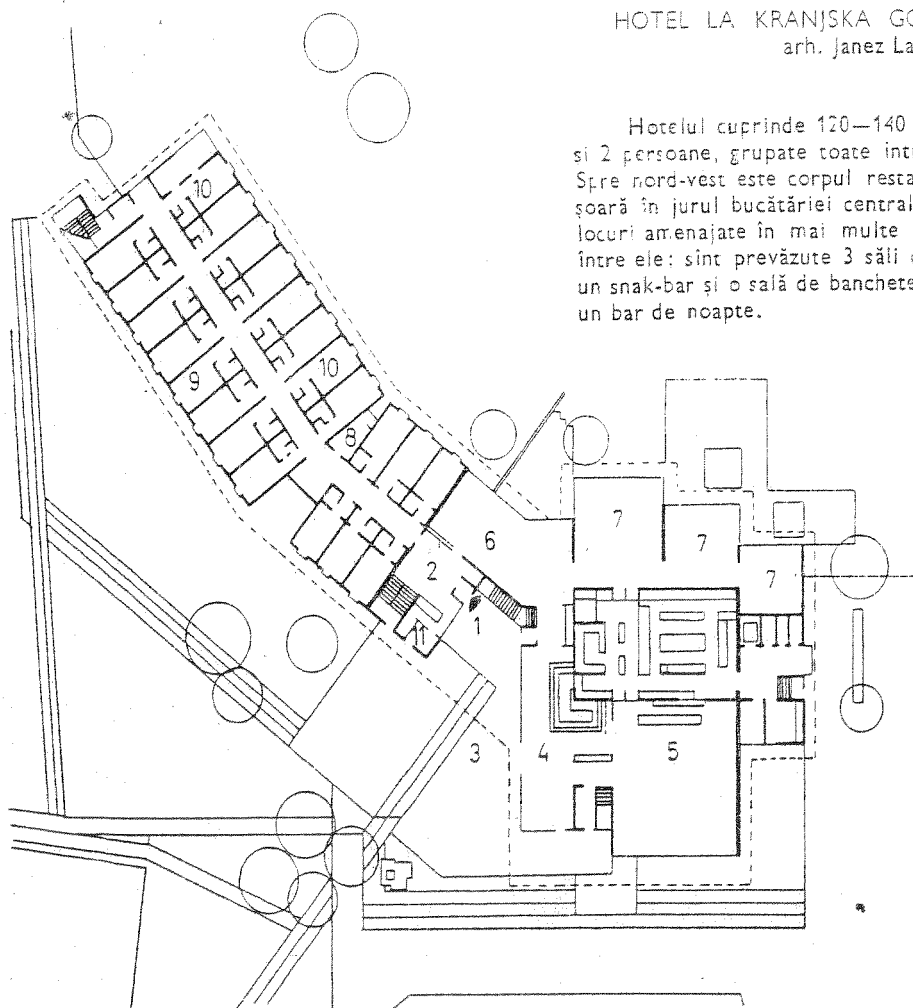 HOTEL LA KRANJSKA GO
arh. Janez La
Hotelul cuprinde 120—140
si 2 persoane, grupate toate intr
Spre nord-vest este corpul resta
șoară în jurul bucătăriei central
locuri amenajate în mai multe
între ele: sînt prevăzute 3 săli
un snak-bar și o sală de banchete
un bar de noapte.
10
9
10
8
7
6
7
2
7
1
11
3
4
5